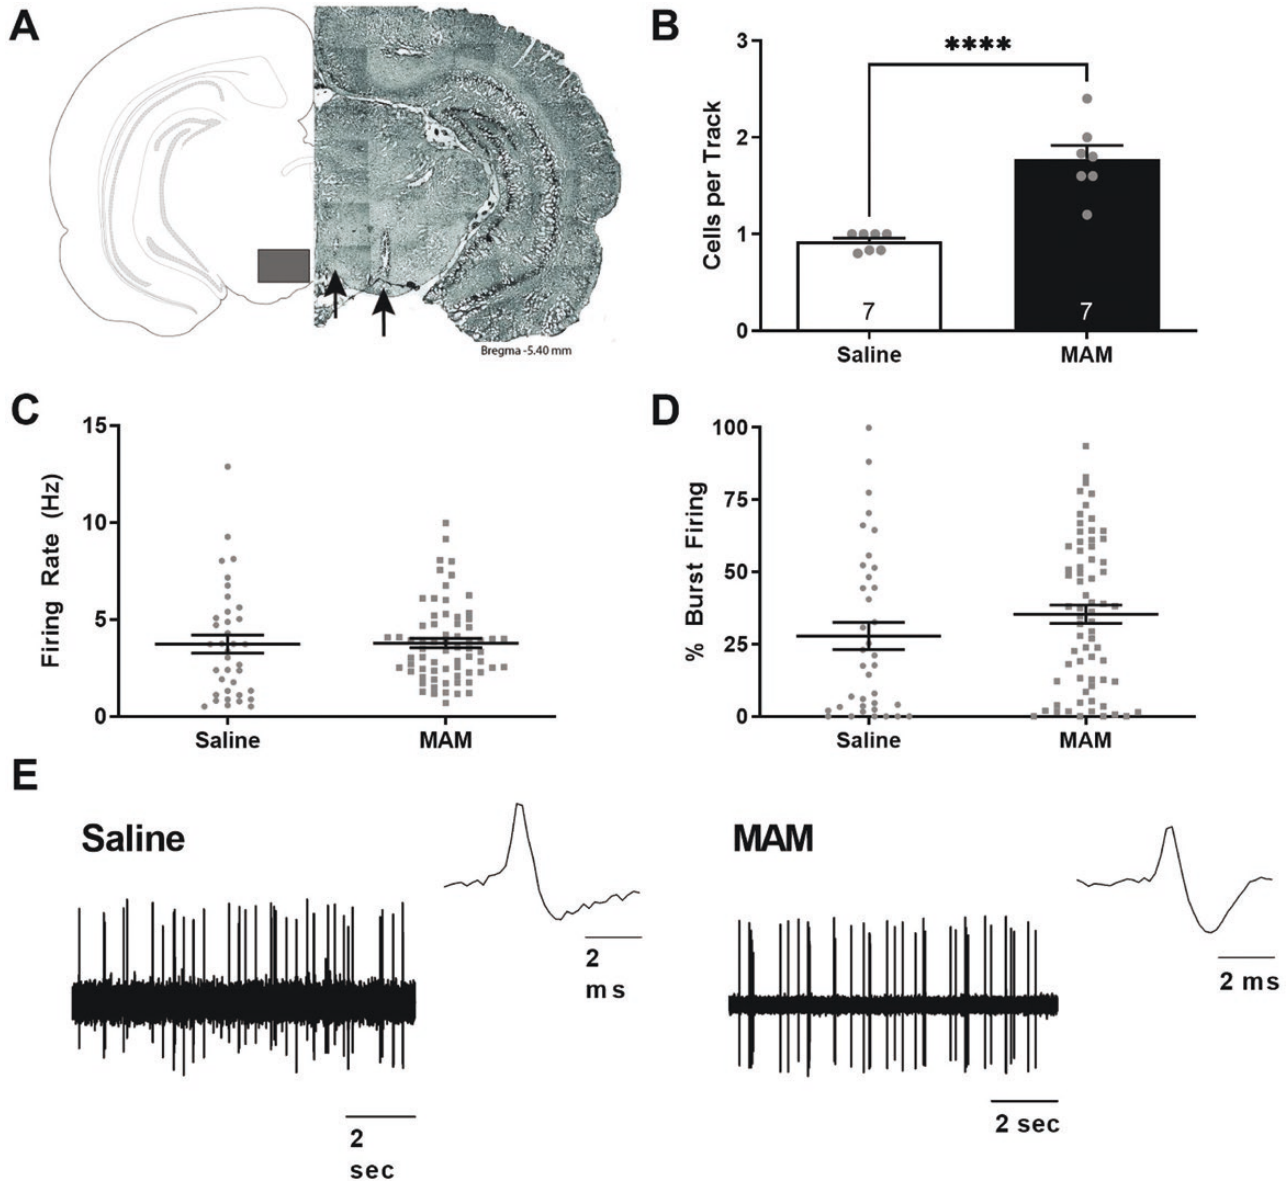 A
Bregma -5.40 mm
B
Cells per Track
3
2
1
0
****
7
7
Saline
MAM
C
Firing Rate (Hz)
15
10
5
0
Saline
MAM
D
% Burst Firing
100
75
50
25
0
Saline
MAM
E
Saline
2
ms
2
sec
MAM
2 ms
2 sec